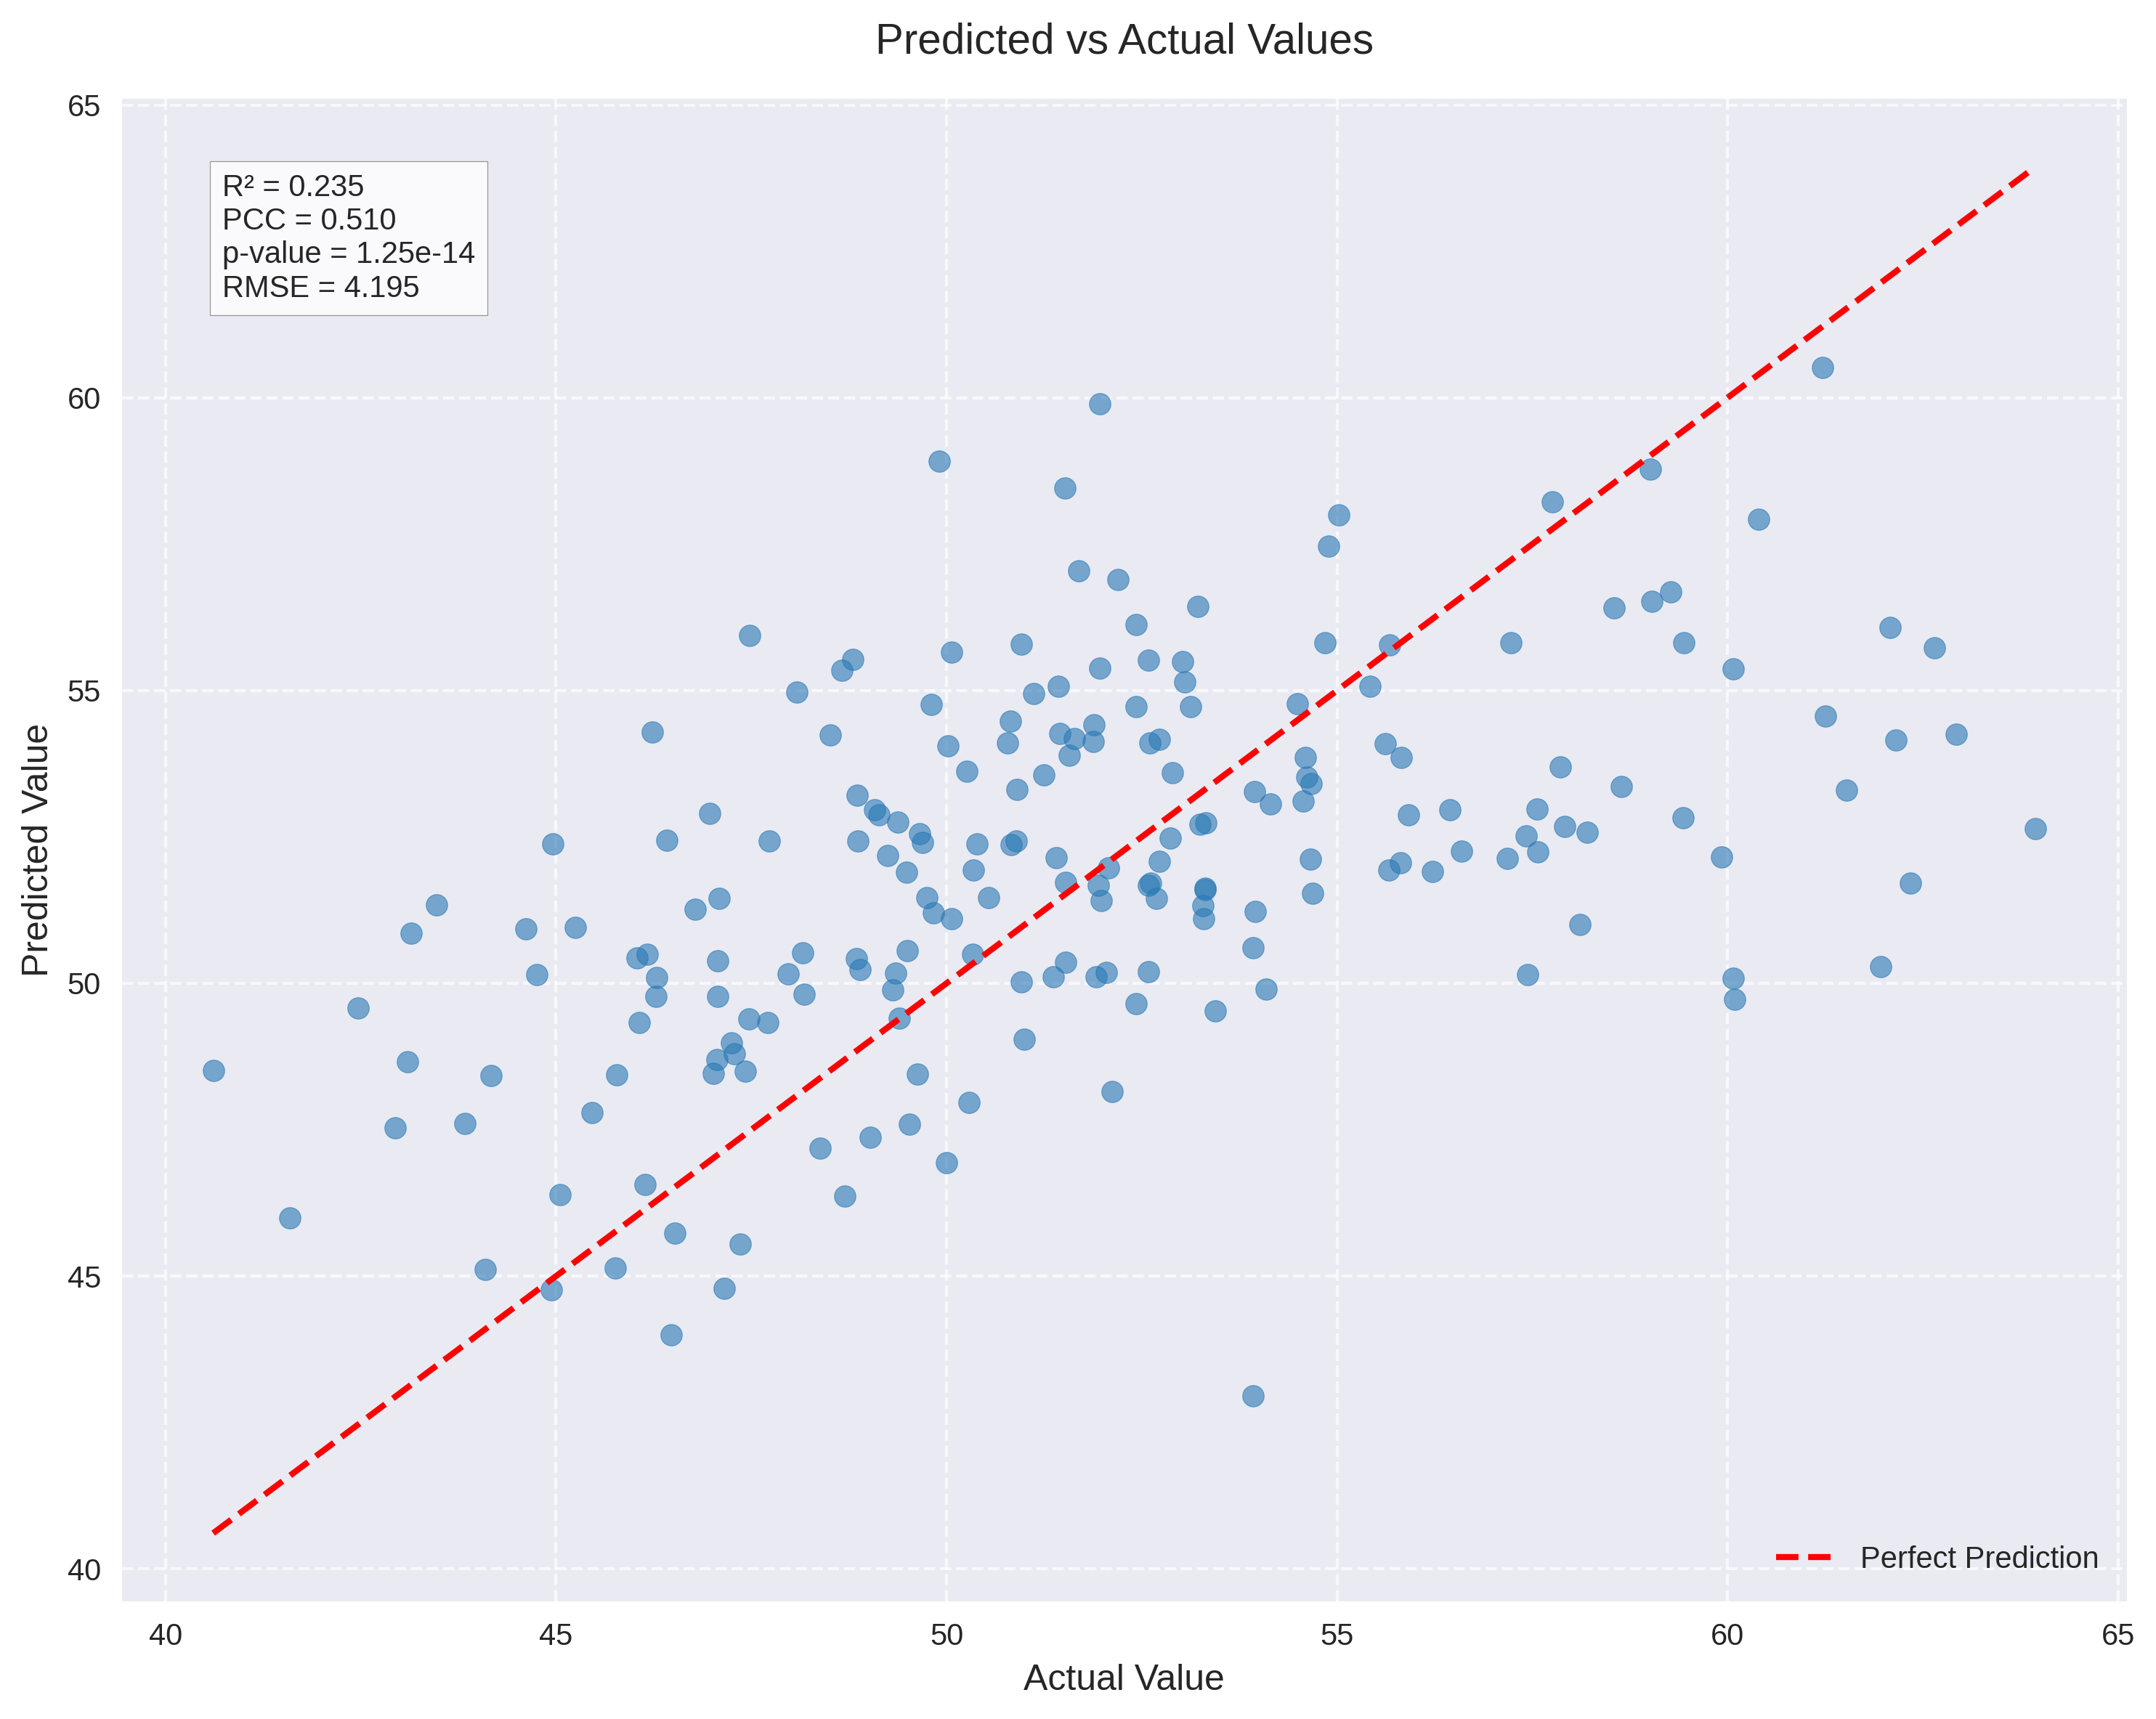 Predicted vs Actual Values
65
60
55
50
45
40
R² = 0.235
PCC = 0.510
p-value = 1.25e-14
RMSE = 4.195
Predicted Value
Perfect Prediction
40 45 50 55 60 65
Actual Value